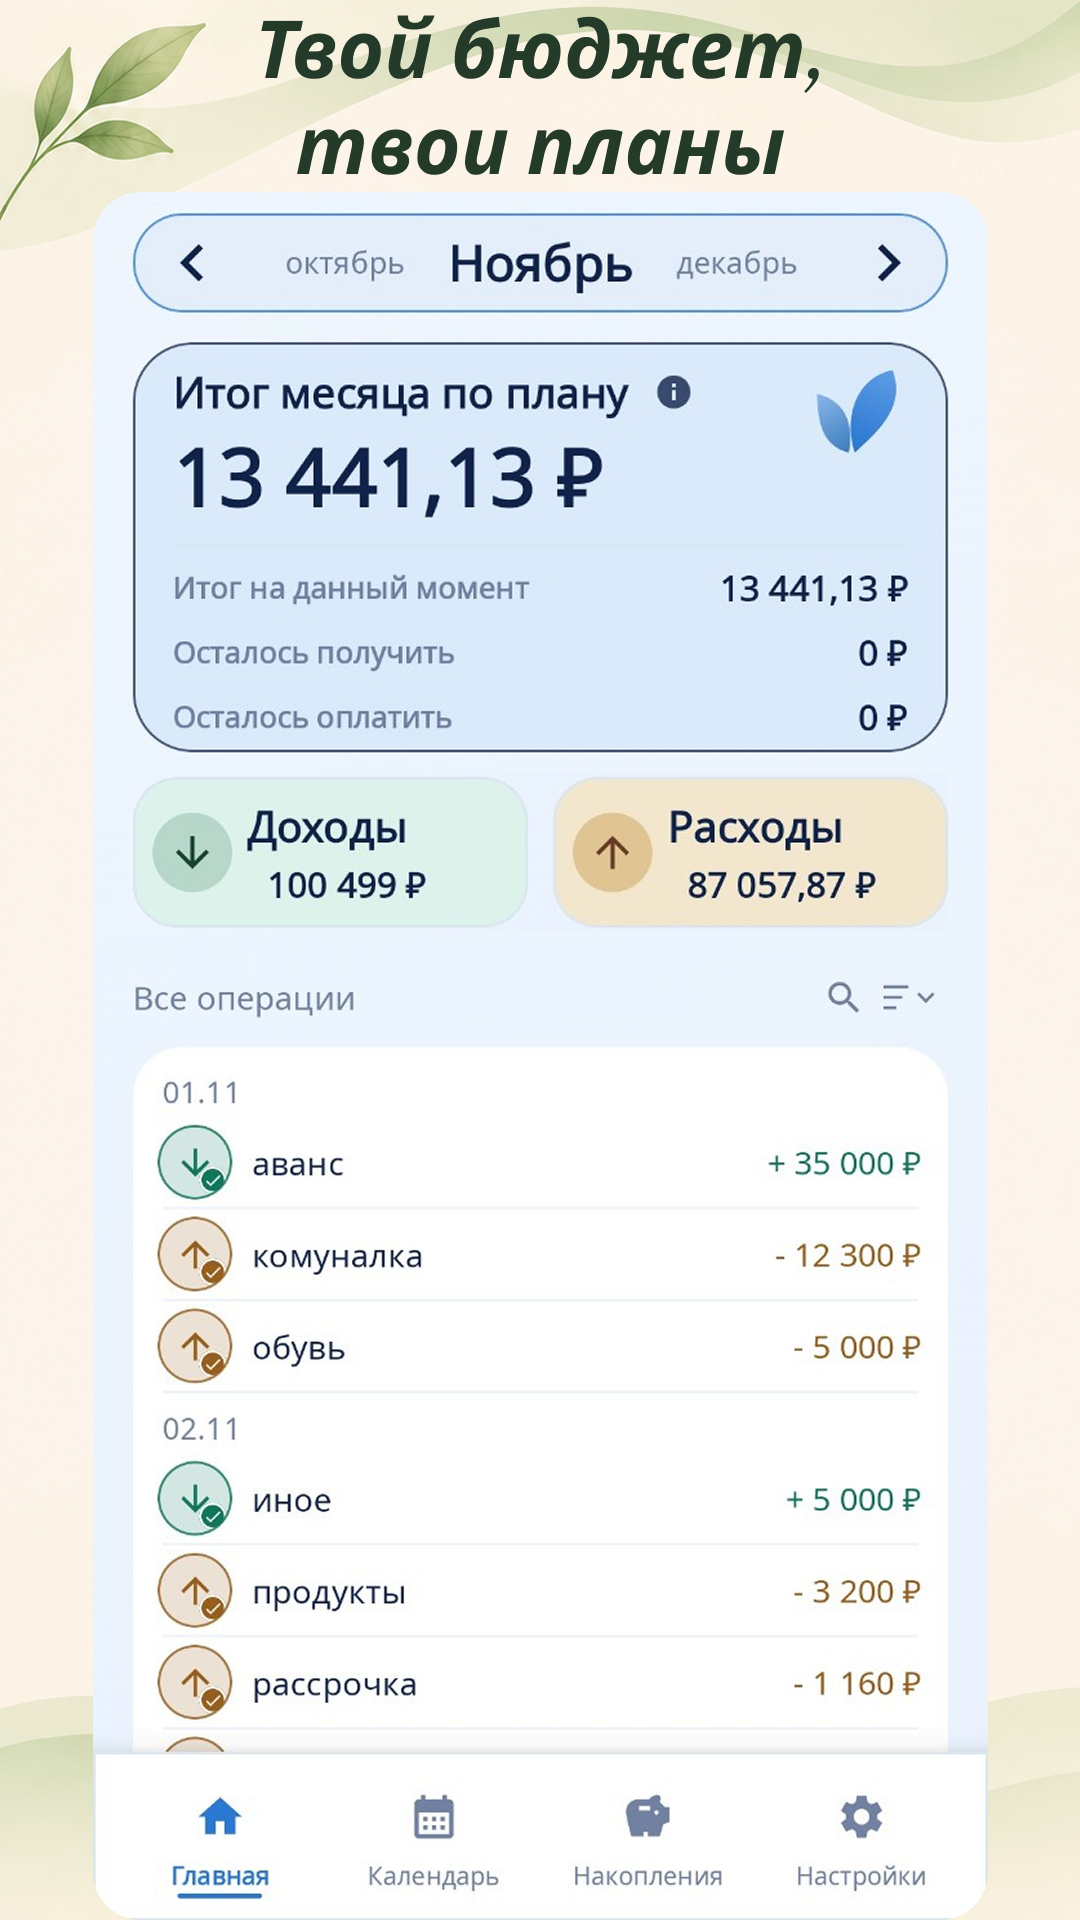 Твой бюджет,
твои планы
октябрь Ноябрь декабрь
Итог месяца по плану
13 441,13 ₽
Итог на данный момент 13 441,13 ₽
Осталось получить 0 ₽
Осталось оплатить 0 ₽
Доходы
100 499 ₽
Расходы
87 057,87 ₽
Все операции
01.11
аванс + 35 000 ₽
комуналка - 12 300 ₽
обувь - 5 000 ₽
02.11
иное + 5 000 ₽
продукты - 3 200 ₽
рассрочка - 1 160 ₽
Главная Календарь Накопления Настройки